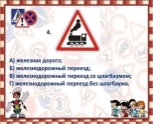 4.
А) железная дорога;
Б) железнодорожный переезд;
В) железнодорожный переезд со шлагбаумом;
Г) железнодорожный переезд без шлагбаума.